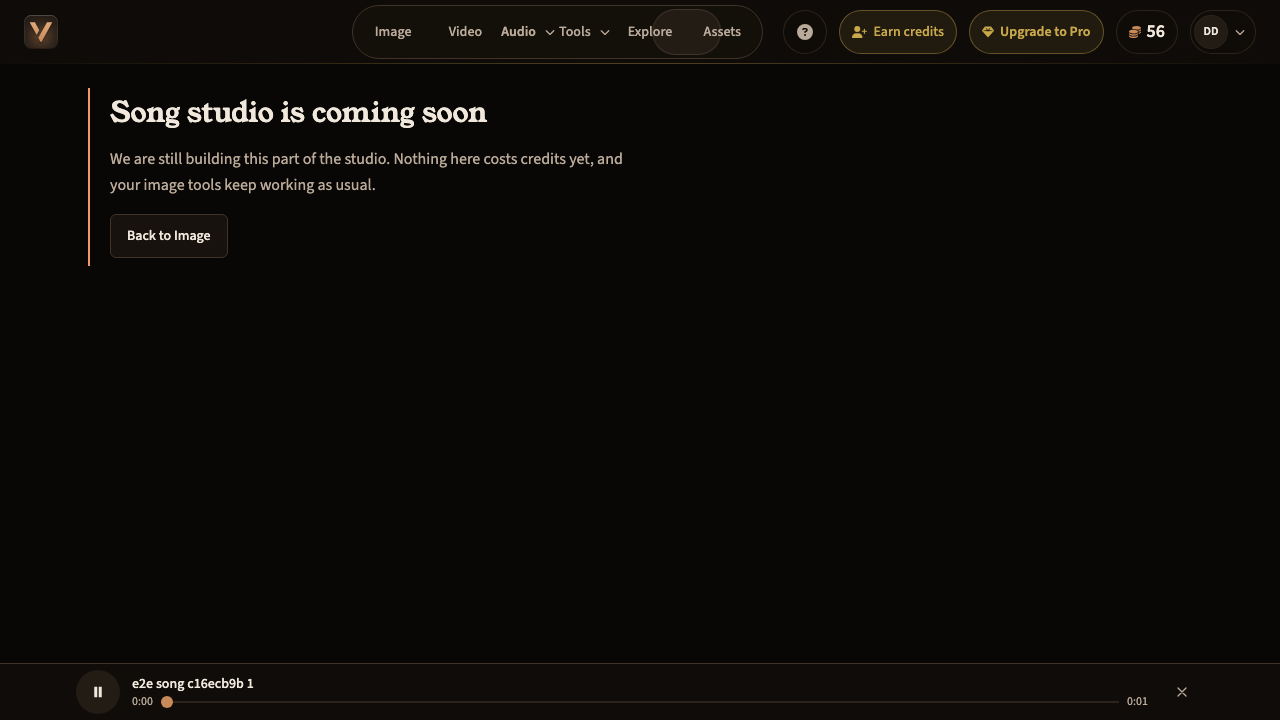 Image Video Audio Tools Explore Assets ? Earn credits Upgrade to Pro 56 DD
Song studio is coming soon
We are still building this part of the studio. Nothing here costs credits yet, and
your image tools keep working as usual.
Back to Image
e2e song c16ecb9b 1
0:00 0:01